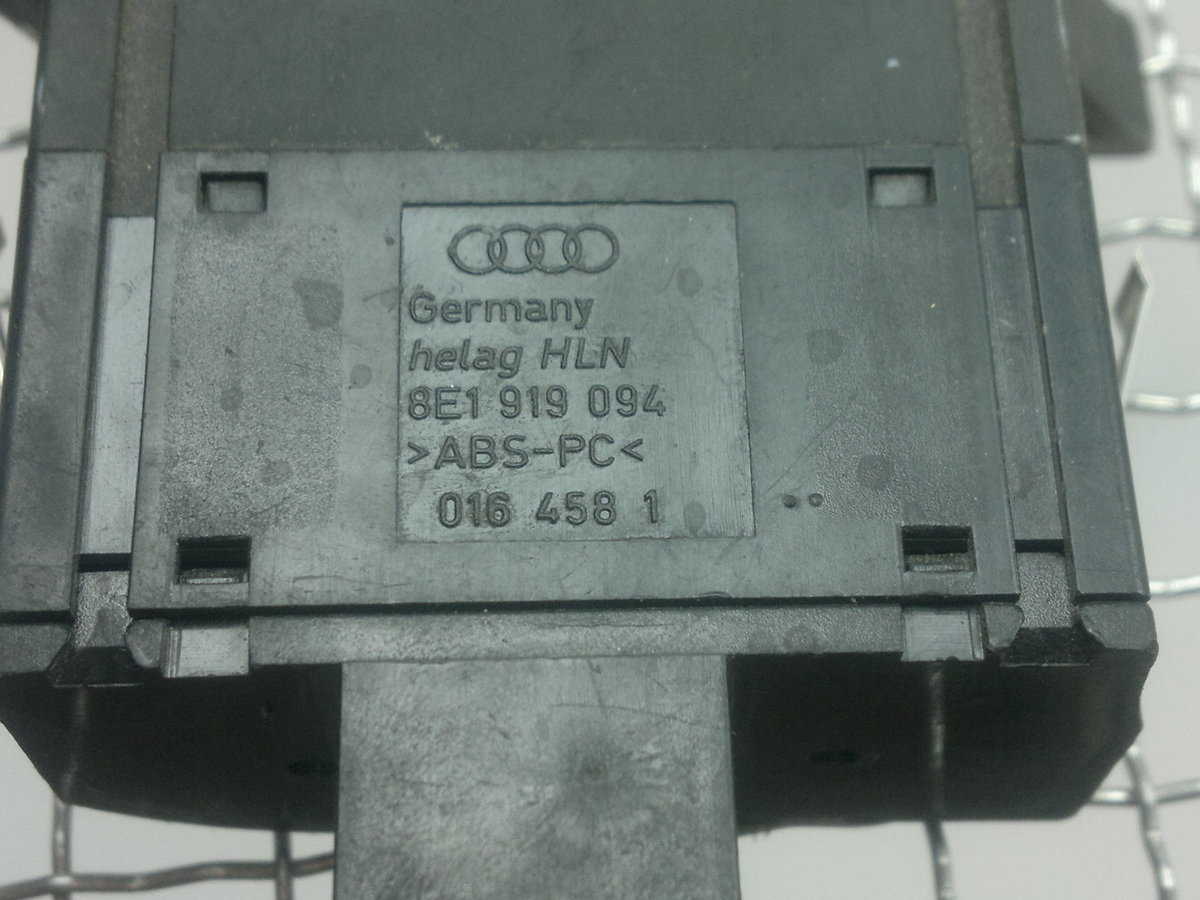 Germany
helag HLN
8E1 919 094
>ABS-PC<
016 458 1